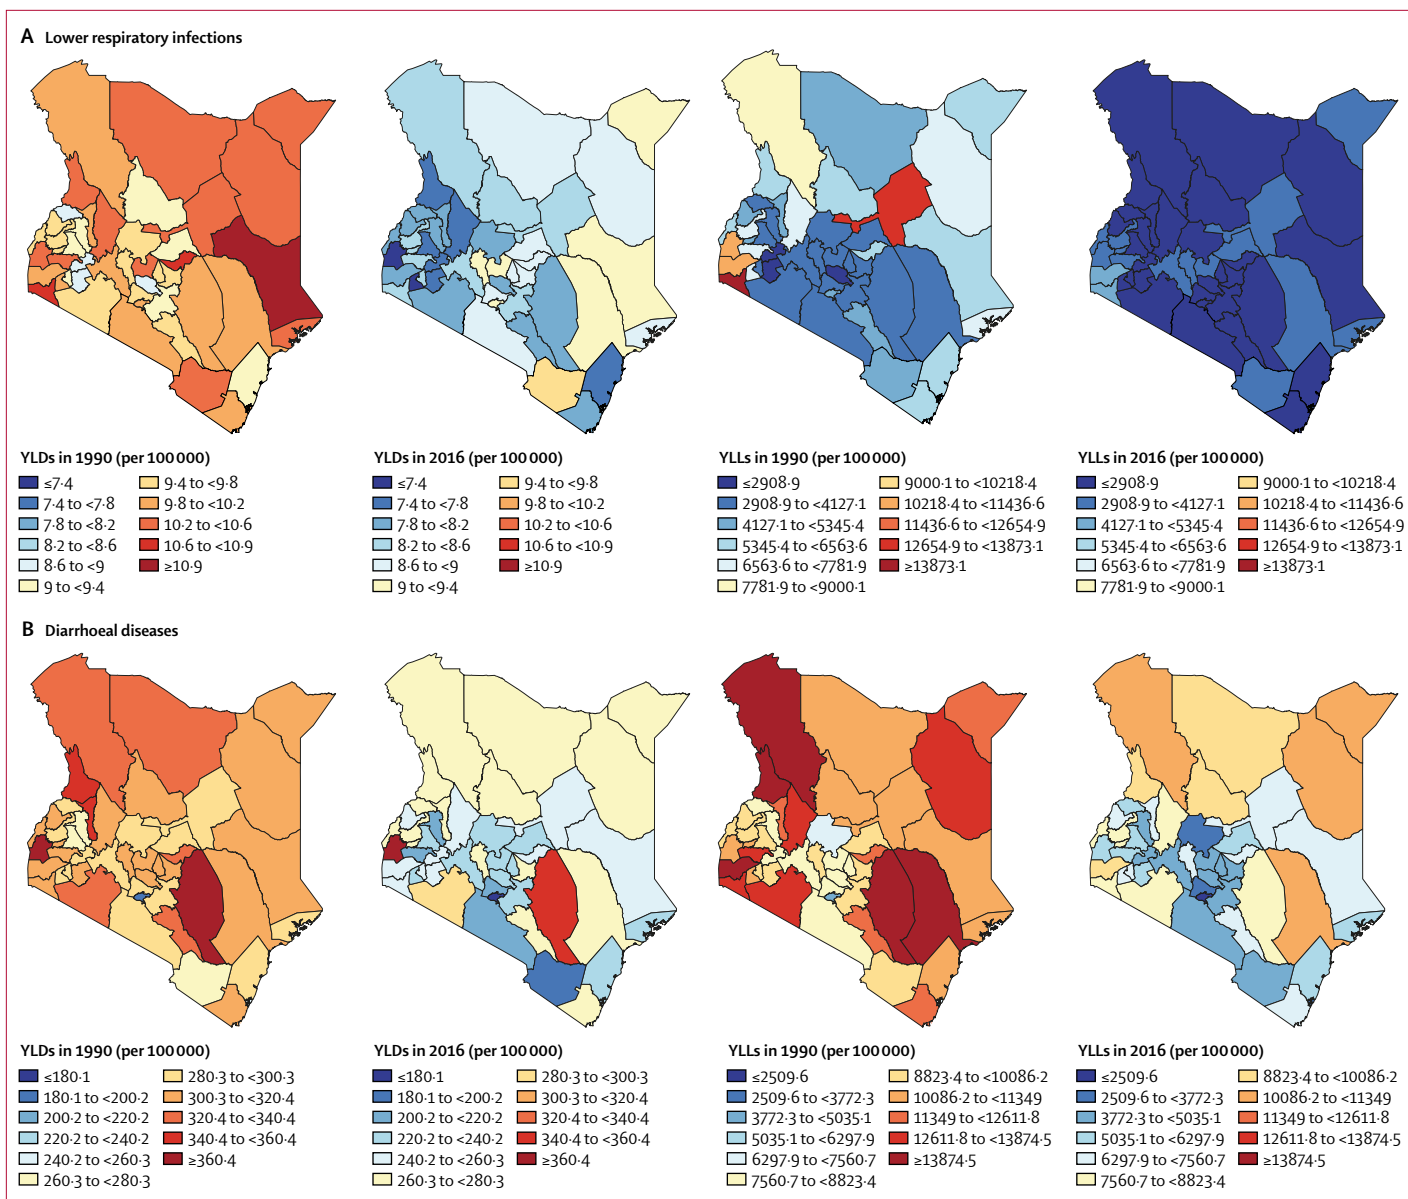 A Lower respiratory infections
YLDs in 1990 (per 100 000)
≤7·4
7·4 to <7·8
7·8 to <8·2
8·2 to <8·6
8·6 to <9
9 to <9·4
9·4 to <9·8
9·8 to <10·2
10·2 to <10·6
10·6 to <10·9
≥10·9
YLDs in 2016 (per 100 000)
≤7·4
7·4 to <7·8
7·8 to <8·2
8·2 to <8·6
8·6 to <9
9 to <9·4
9·4 to <9·8
9·8 to <10·2
10·2 to <10·6
10·6 to <10·9
≥10·9
YLLs in 1990 (per 100 000)
≤2908·9
2908·9 to <4127·1
4127·1 to <5345·4
5345·4 to <6563·6
6563·6 to <7781·9
7781·9 to <9000·1
9000·1 to <10218·4
10218·4 to <11436·6
11436·6 to <12654·9
12654·9 to <13873·1
≥13873·1
YLLs in 2016 (per 100 000)
≤2908·9
2908·9 to <4127·1
4127·1 to <5345·4
5345·4 to <6563·6
6563·6 to <7781·9
7781·9 to <9000·1
9000·1 to <10218·4
10218·4 to <11436·6
11436·6 to <12654·9
12654·9 to <13873·1
≥13873·1
B Diarrhoeal diseases
YLDs in 1990 (per 100 000)
≤180·1
180·1 to <200·2
200·2 to <220·2
220·2 to <240·2
240·2 to <260·3
260·3 to <280·3
280·3 to <300·3
300·3 to <320·4
320·4 to <340·4
340·4 to <360·4
≥360·4
YLDs in 2016 (per 100 000)
≤180·1
180·1 to <200·2
200·2 to <220·2
220·2 to <240·2
240·2 to <260·3
260·3 to <280·3
280·3 to <300·3
300·3 to <320·4
320·4 to <340·4
340·4 to <360·4
≥360·4
YLLs in 1990 (per 100 000)
≤2509·6
2509·6 to <3772·3
3772·3 to <5035·1
5035·1 to <6297·9
6297·9 to <7560·7
7560·7 to <8823·4
8823·4 to <10086·2
10086·2 to <11349
11349 to <12611·8
12611·8 to <13874·5
≥13874·5
YLLs in 2016 (per 100 000)
≤2509·6
2509·6 to <3772·3
3772·3 to <5035·1
5035·1 to <6297·9
6297·9 to <7560·7
7560·7 to <8823·4
8823·4 to <10086·2
10086·2 to <11349
11349 to <12611·8
12611·8 to <13874·5
≥13874·5